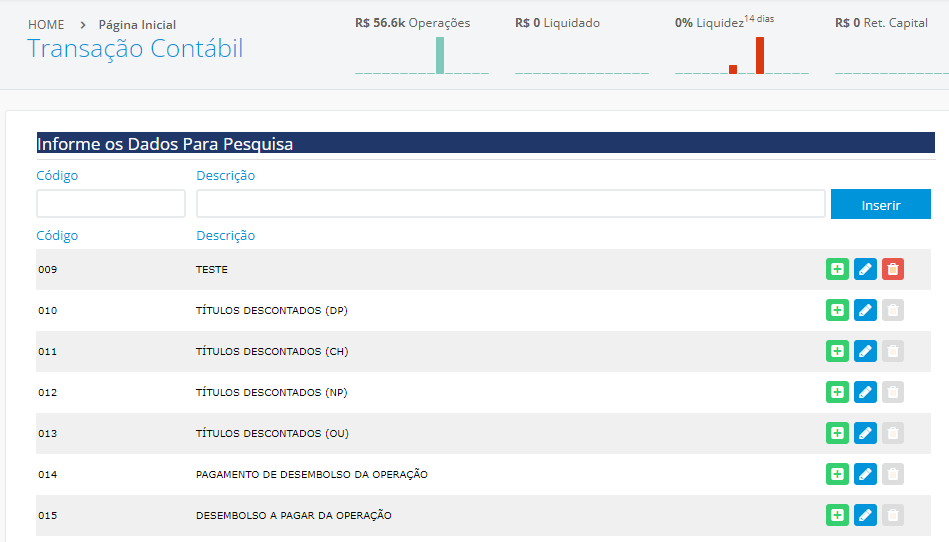 HOME > Página Inicial
Transação Contábil
R$ 56.6k Operações
R$ 0 Liquidado
0% Liquidez 14 dias
R$ 0 Ret. Capital
Informe os Dados Para Pesquisa
Código Descrição
Inserir
Código Descrição
009 TESTE
010 TÍTULOS DESCONTADOS (DP)
011 TÍTULOS DESCONTADOS (CH)
012 TÍTULOS DESCONTADOS (NP)
013 TÍTULOS DESCONTADOS (OU)
014 PAGAMENTO DE DESEMBOLSO DA OPERAÇÃO
015 DESEMBOLSO A PAGAR DA OPERAÇÃO